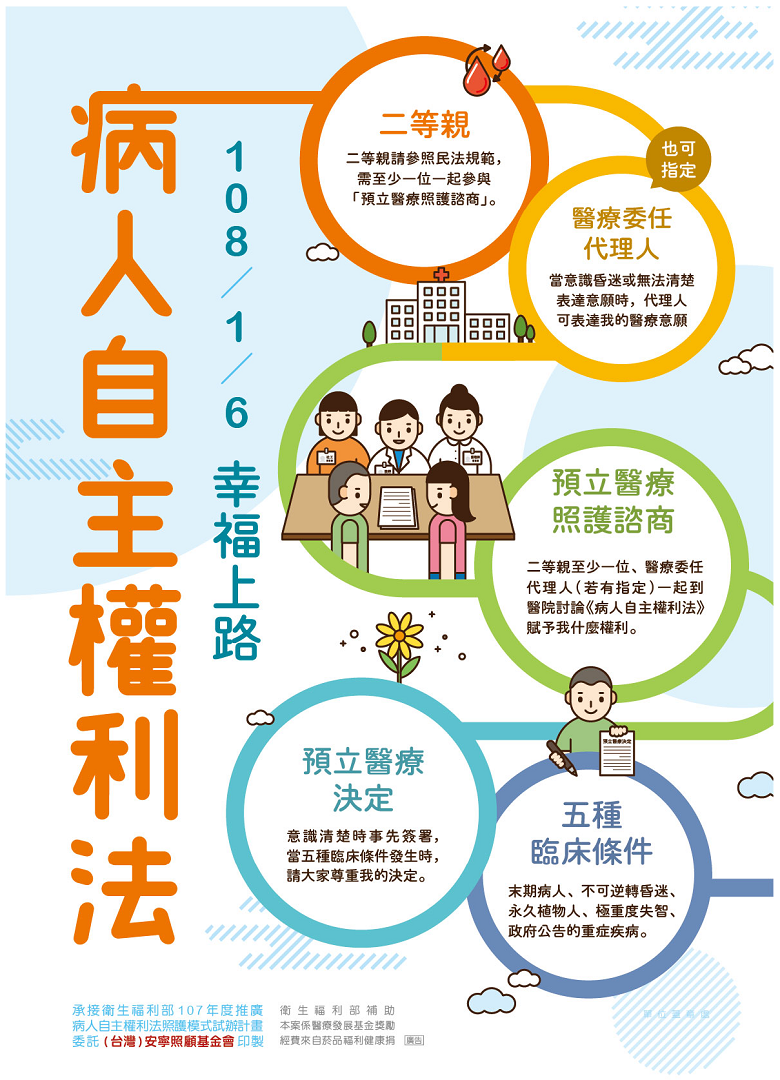 病人自主權利法
108/1/6 幸福上路
二等親
二等親請參照民法規範，
需至少一位一起參與
「預立醫療照護諮商」。
也可
指定
醫療委任
代理人
當意識昏迷或無法清楚
表達意願時，代理人
可表達我的醫療意願
預立醫療
照護諮商
二等親至少一位、醫療委任
代理人（若有指定）一起到
醫院討論《病人自主權利法》
賦予我什麼權利。
預立醫療決定
預立醫療
決定
意識清楚時事先簽署，
當五種臨床條件發生時，
請大家尊重我的決定。
五種
臨床條件
末期病人、不可逆轉昏迷、
永久植物人、極重度失智、
政府公告的重症疾病。
承接衛生福利部107年度推廣
病人自主權利法照護模式試辦計畫
委託（台灣）安寧照顧基金會印製
衛生福利部補助
本案係醫療發展基金獎勵
經費來自菸品福利健康捐 廣告